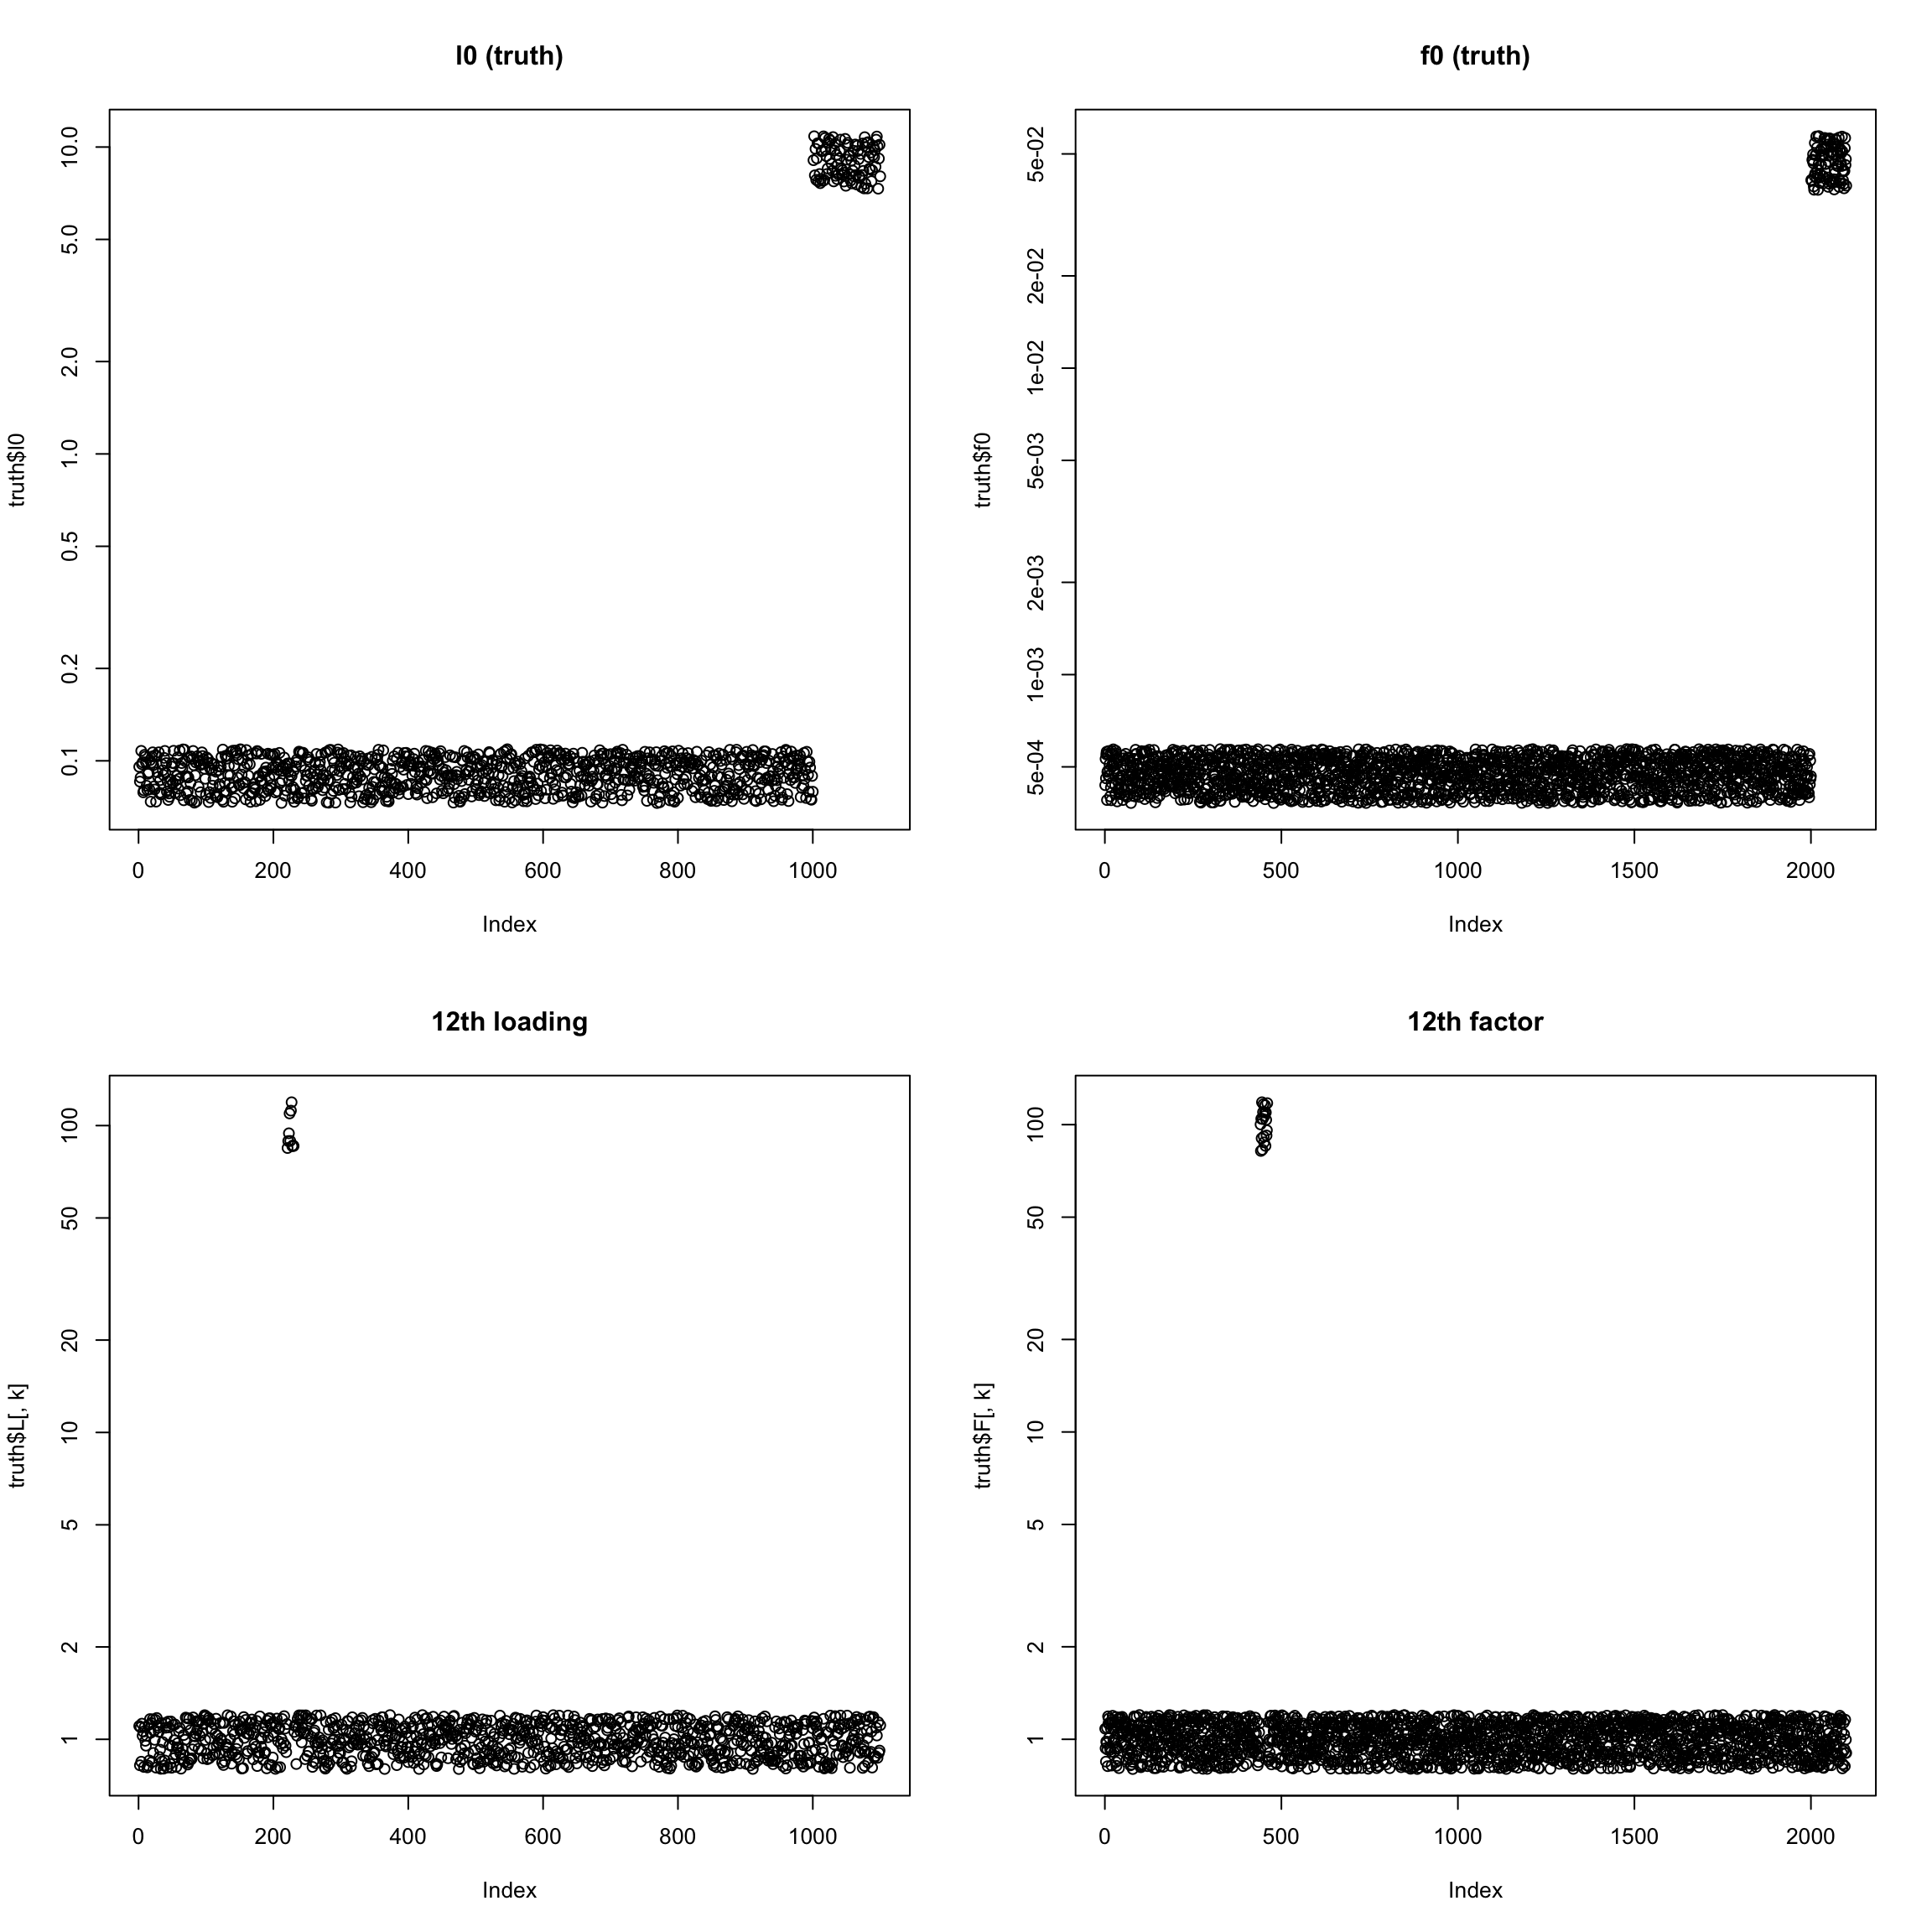 l0 (truth)
truth$l0
10.0
5.0
2.0
1.0
0.5
0.2
0.1
0 200 400 600 800 1000
Index
f0 (truth)
truth$f0
5e-02
2e-02
1e-02
5e-03
2e-03
1e-03
5e-04
0 500 1000 1500 2000
Index
12th loading
truth$L[, k]
100
50
20
10
5
2
1
0 200 400 600 800 1000
Index
12th factor
truth$F[, k]
100
50
20
10
5
2
1
0 500 1000 1500 2000
Index